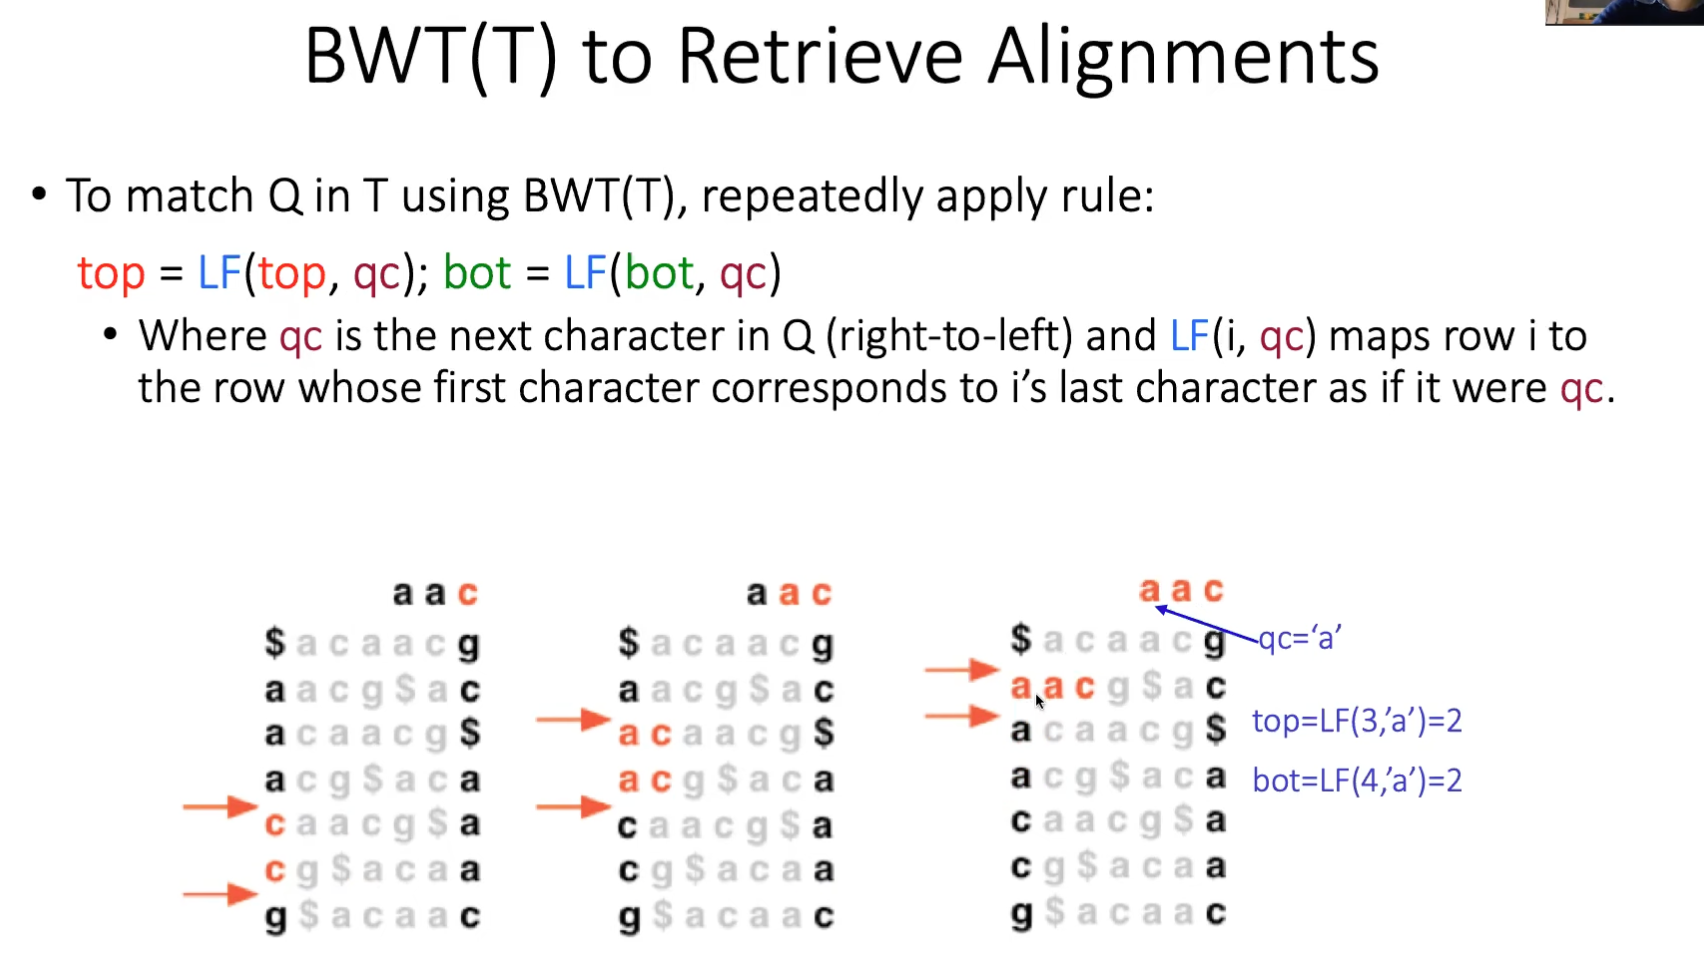 BWT(T) to Retrieve Alignments
• To match Q in T using BWT(T), repeatedly apply rule:
top = LF(top, qc); bot = LF(bot, qc)
• Where qc is the next character in Q (right-to-left) and LF(i, qc) maps row i to
the row whose first character corresponds to i's last character as if it were qc.
a a c
$ a c a a c g
a a c g $ a c
a c a a c g $
a c g $ a c a
c a a c g $ a
c g $ a c a a
g $ a c a a c
a a c
$ a c a a c g
a a c g $ a c
a c a a c g $
a c g $ a c a
c a a c g $ a
c g $ a c a a
g $ a c a a c
a a c
$ a c a a c g
a a c g $ a c
a c a a c g $
a c g $ a c a
c a a c g $ a
c g $ a c a a
g $ a c a a c
qc='a'
top=LF(3,'a')=2
bot=LF(4,'a')=2